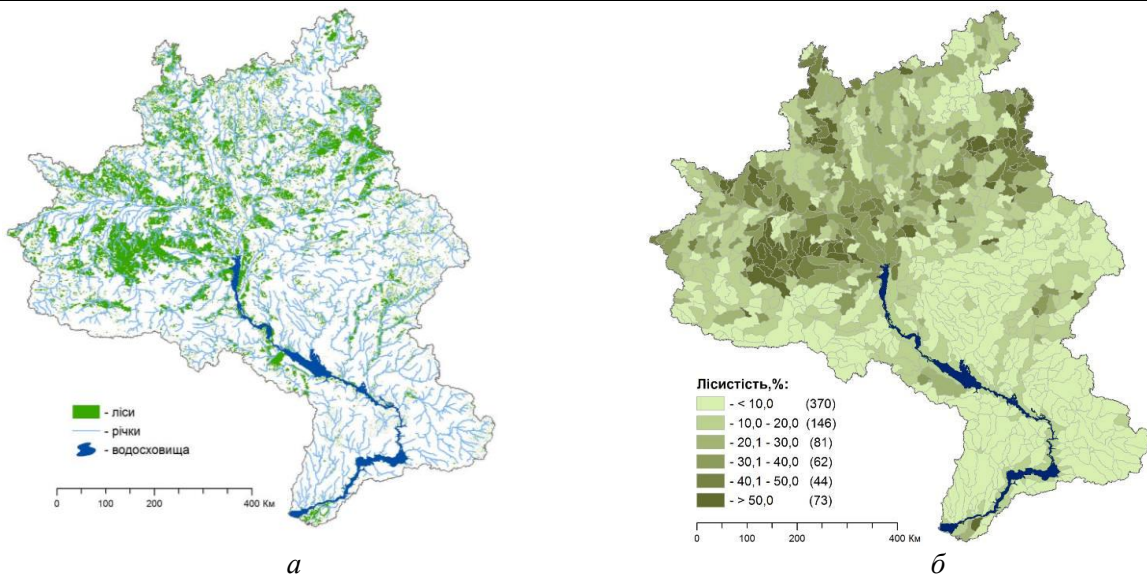 - ліси
- річки
- водосховища
0 100 200 400 Км
а
Лісистість,%:
- < 10,0 (370)
- 10,0 - 20,0 (146)
- 20,1 - 30,0 (81)
- 30,1 - 40,0 (62)
- 40,1 - 50,0 (44)
- > 50,0 (73)
0 100 200 400 Км
б